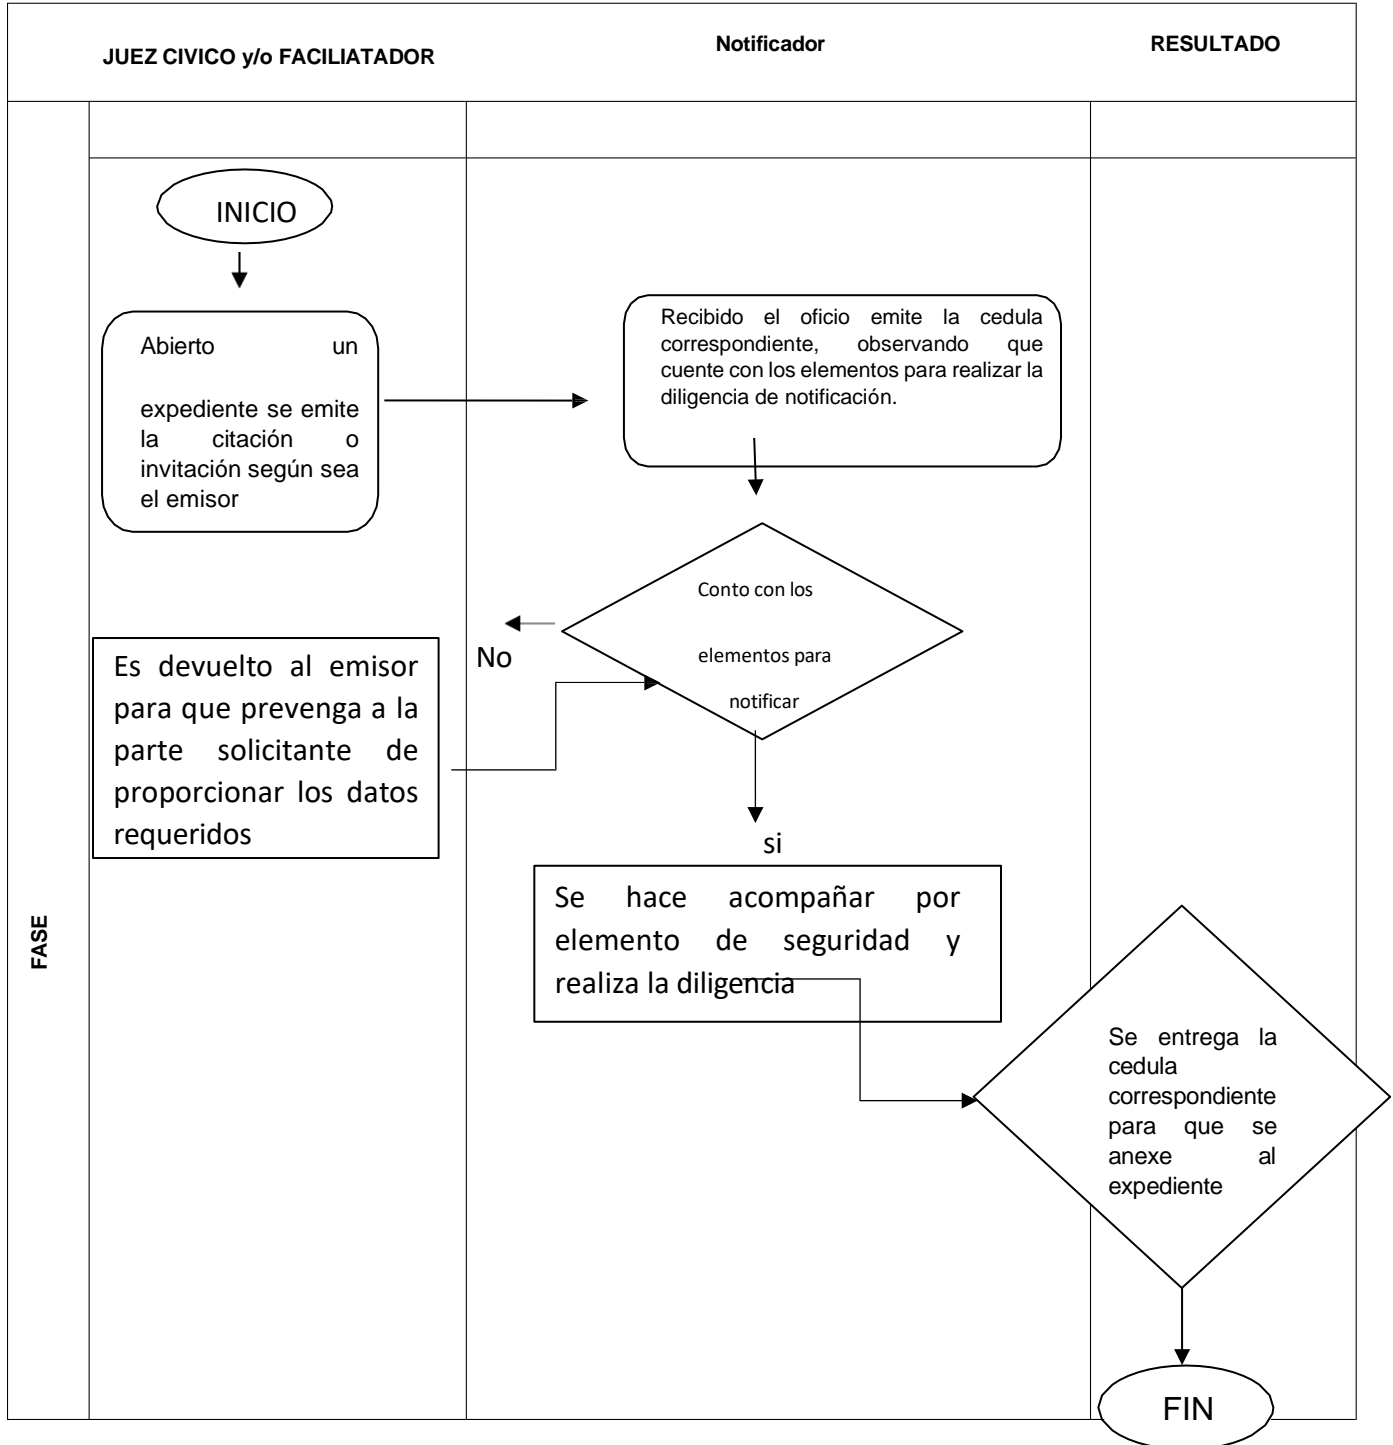 JUEZ CIVICO y/o FACILIATADOR
Notificador
RESULTADO
FASE
INICIO
Abierto un
expediente se emite
la citación o
invitación según sea
el emisor
Recibido el oficio emite la cedula
correspondiente, observando que
cuente con los elementos para realizar la
diligencia de notificación.
Conto con los
elementos para
notificar
No
Es devuelto al emisor
para que prevenga a la
parte solicitante de
proporcionar los datos
requeridos
si
Se hace acompañar por
elemento de seguridad y
realiza la diligencia
Se entrega la
cedula
correspondiente
para que se
anexe al
expediente
FIN